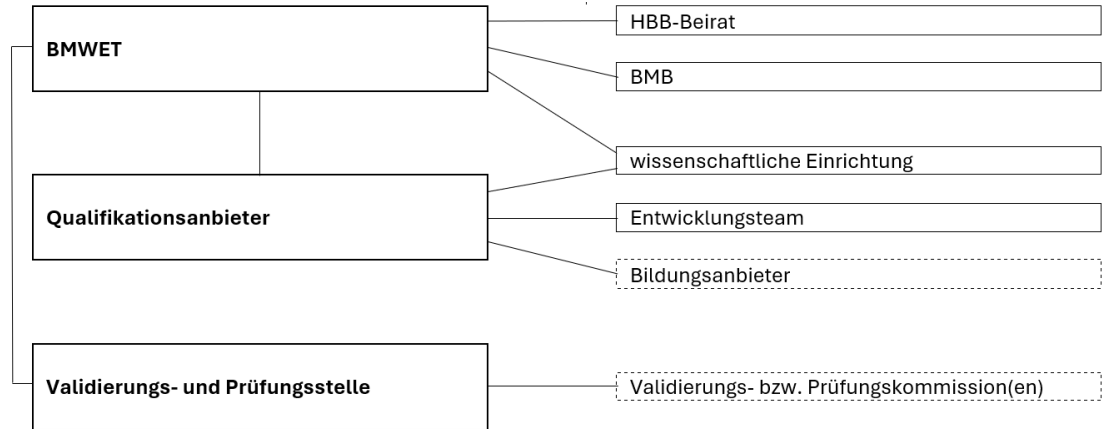 BMWET
HBB-Beirat
BMB
wissenschaftliche Einrichtung
Qualifikationsanbieter
Entwicklungsteam
Bildungsanbieter
Validierungs- und Prüfungsstelle
Validierungs- bzw. Prüfungskommission(en)